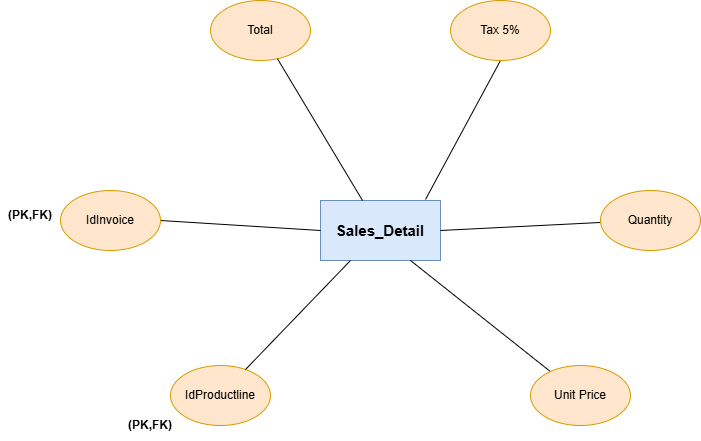 Total
Tax 5%
(PK,FK)
IdInvoice
Quantity
Sales_Detail
IdProductline
Unit Price
(PK,FK)